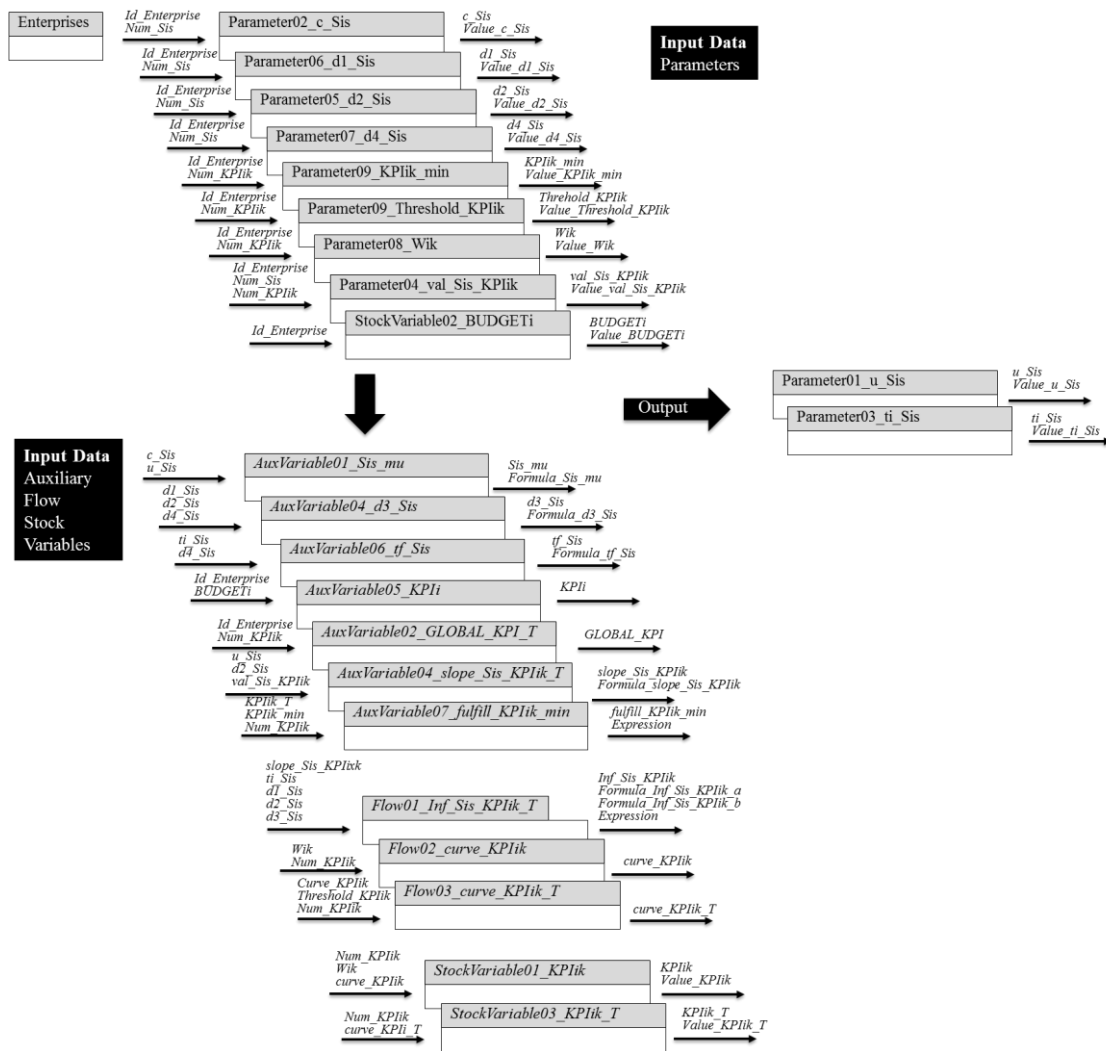 Enterprises
Id_Enterprise
Num_Sis
Parameter02_c_Sis
c_Sis
Value_c_Sis
Input Data
Parameters
Id_Enterprise
Num_Sis
Parameter06_d1_Sis
d1_Sis
Value_d1_Sis
Id_Enterprise
Num_Sis
Parameter05_d2_Sis
d2_Sis
Value_d2_Sis
Id_Enterprise
Num_Sis
Parameter07_d4_Sis
d4_Sis
Value_d4_Sis
Id_Enterprise
Num_KPIik
Parameter09_KPIik_min
KPIik_min
Value_KPIik_min
Id_Enterprise
Num_KPIik
Parameter09_Threshold_KPIik
Threhold_KPIik
Value_Threshold_KPIik
Id_Enterprise
Num_KPIik
Parameter08_Wik
Wik
Value_Wik
Id_Enterprise
Num_Sis
Num_KPIik
Parameter04_val_Sis_KPIik
val_Sis_KPIik
Value_val_Sis_KPIik
Id_Enterprise
StockVariable02_BUDGETi
BUDGETi
Value_BUDGETi
Output
Parameter01_u_Sis
u_Sis
Value_u_Sis
Parameter03_ti_Sis
ti_Sis
Value_ti_Sis
Input Data
Auxiliary
Flow
Stock
Variables
c_Sis
u_Sis
AuxVariable01_Sis_mu
Sis_mu
Formula_Sis_mu
d1_Sis
d2_Sis
d4_Sis
AuxVariable04_d3_Sis
d3_Sis
Formula_d3_Sis
ti_Sis
d4_Sis
AuxVariable06_tf_Sis
tf_Sis
Formula_tf_Sis
Id_Enterprise
BUDGETi
AuxVariable05_KPIi
KPIi
Id_Enterprise
Num_KPIik
AuxVariable02_GLOBAL_KPI_T
GLOBAL_KPI
u_Sis
d2_Sis
val_Sis_KPIik
AuxVariable04_slope_Sis_KPIik_T
slope_Sis_KPIik
Formula_slope_Sis_KPIik
KPIik_T
KPIik_min
Num_KPIik
AuxVariable07_fulfill_KPIik_min
fulfill_KPIik_min
Expression
slope_Sis_KPIixk
ti_Sis
d1_Sis
d2_Sis
d3_Sis
Flow01_Inf_Sis_KPIik_T
Inf_Sis_KPIik
Formula_Inf_Sis_KPIik_a
Formula_Inf_Sis_KPIik_b
Expression
Wik
Num_KPIik
Flow02_curve_KPIik
curve_KPIik
Curve_KPIik
Threshold_KPIik
Num_KPIik
Flow03_curve_KPIik_T
curve_KPIik_T
Num_KPIik
Wik
curve_KPIik
StockVariable01_KPIik
KPIik
Value_KPIik
Num_KPIik
curve_KPIi_T
StockVariable03_KPIik_T
KPIik_T
Value_KPIik_T